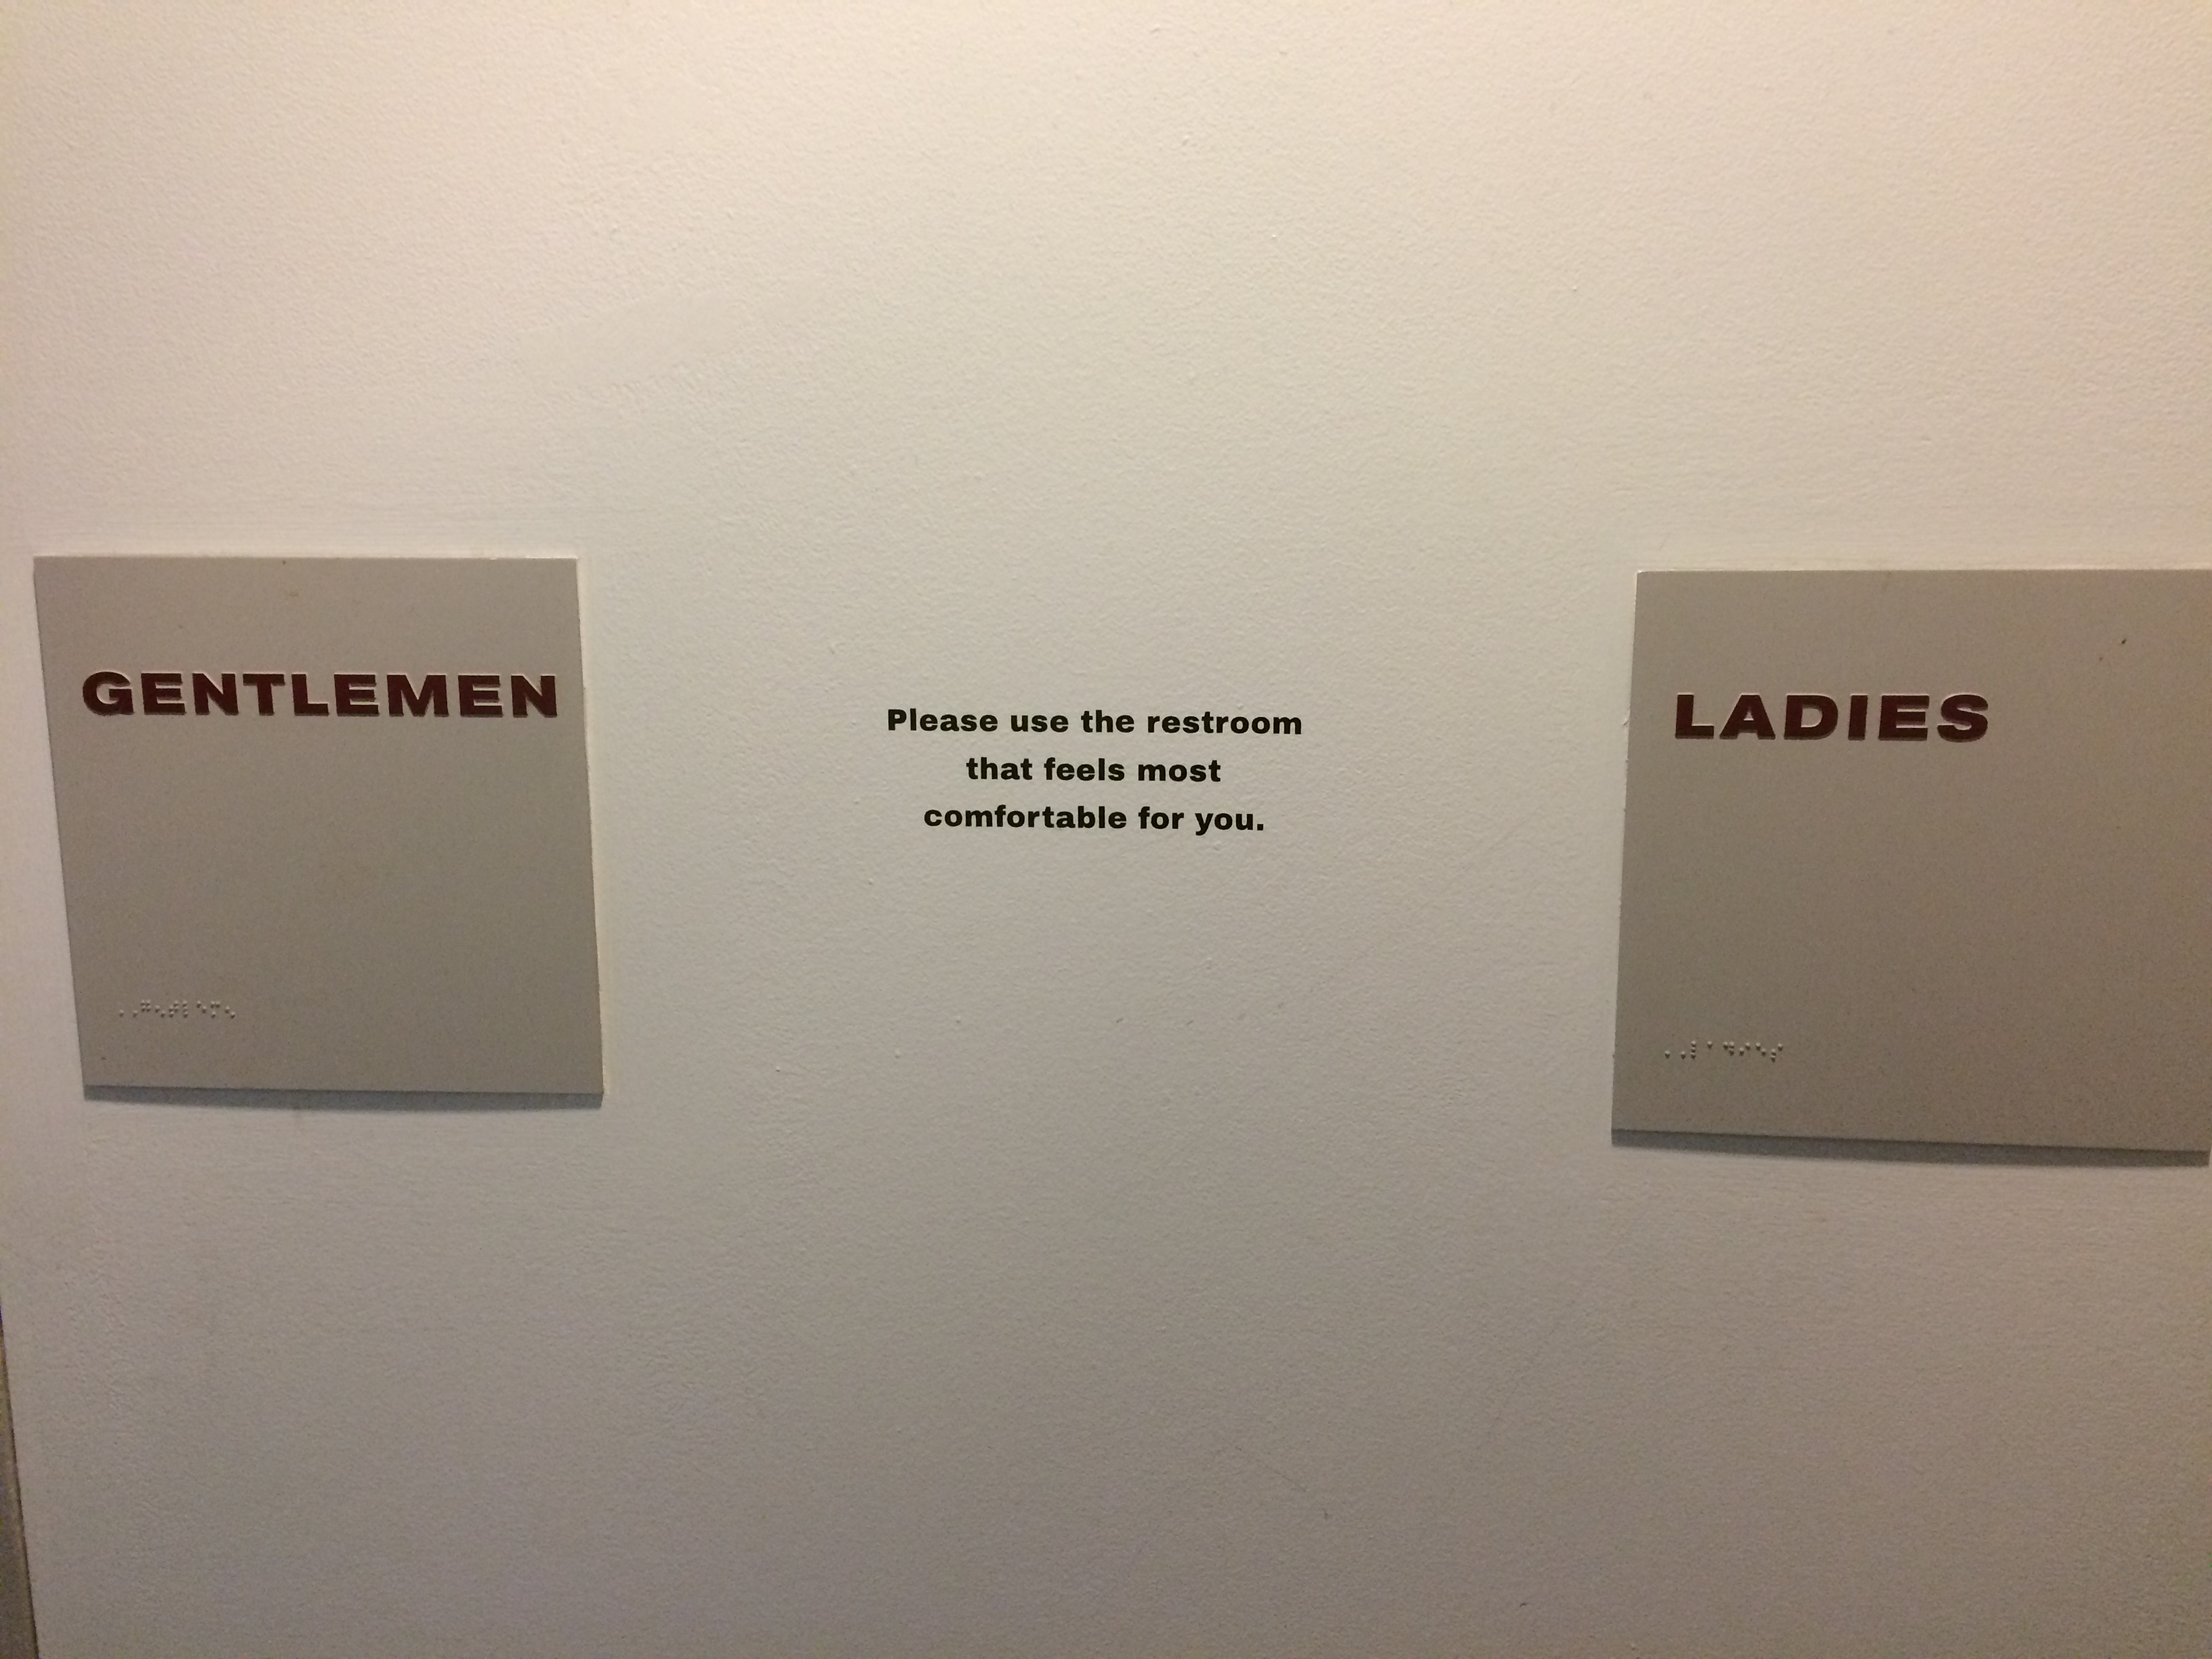 GENTLEMEN
Please use the restroom
that feels most
comfortable for you.
LADIES